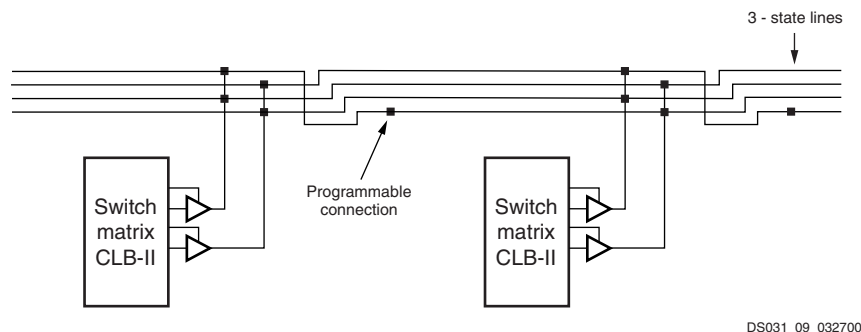 3 - state lines
Programmable
connection
Switch
matrix
CLB-II
Switch
matrix
CLB-II
DS031_09_032700